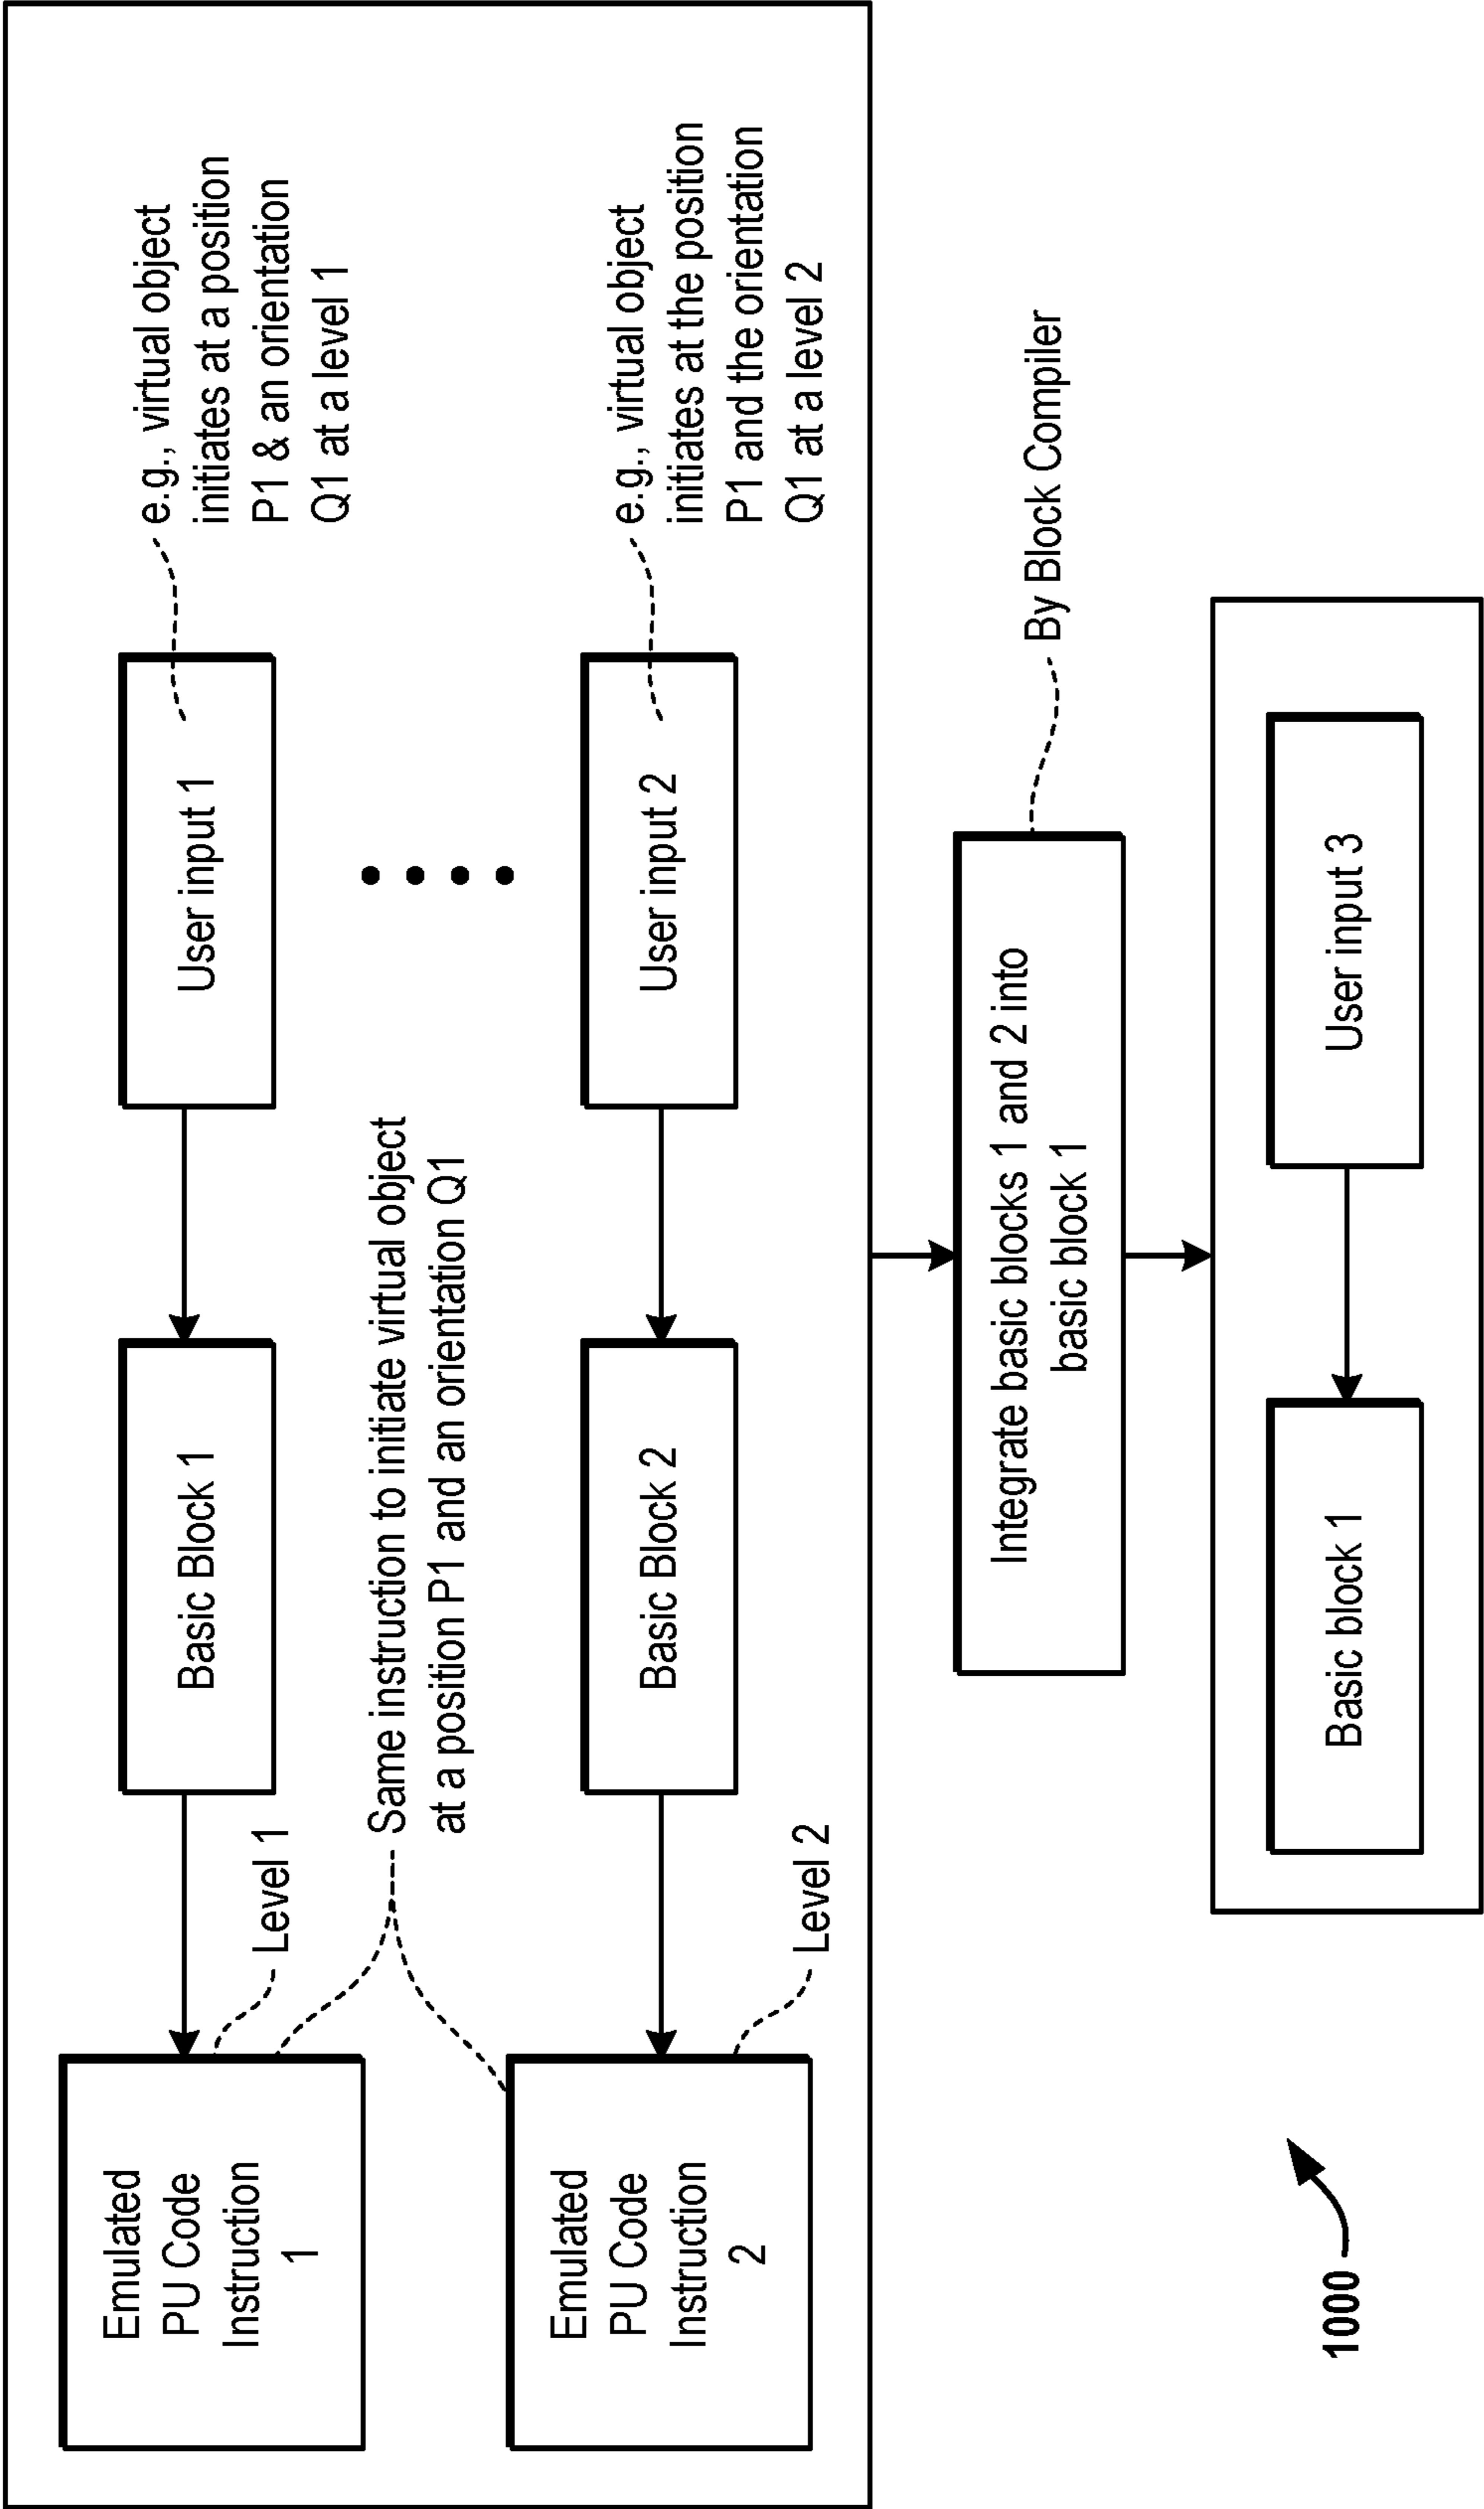 Emulated
PU Code
Instruction
1
Level 1
Basic Block 1
User input 1
e.g., virtual object
initiates at a position
P1 & an orientation
Q1 at a level 1
Same instruction to initiate virtual object
at a position P1 and an orientation Q1
Emulated
PU Code
Instruction
2
Level 2
Basic Block 2
User input 2
e.g., virtual object
initiates at the position
P1 and the orientation
Q1 at a level 2
Integrate basic blocks 1 and 2 into
basic block 1
By Block Compiler
Basic block 1
User input 3
1000